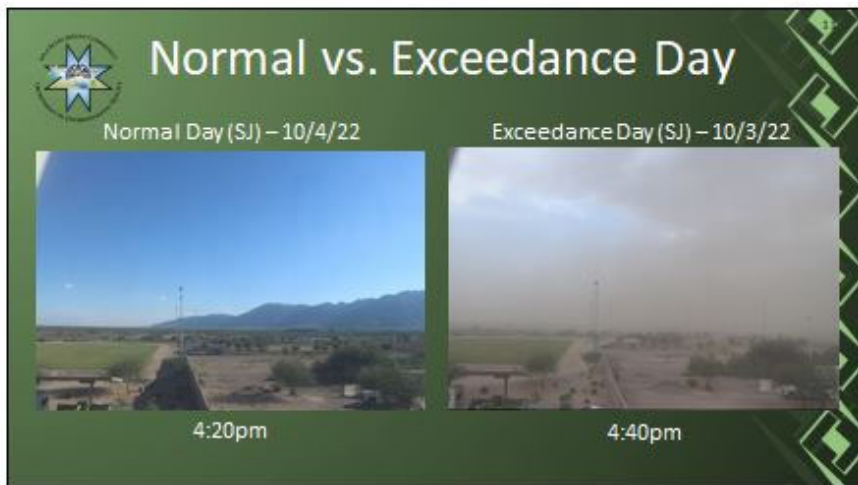 Normal vs. Exceedance Day
Normal Day (SJ) – 10/4/22
Exceedance Day (SJ) – 10/3/22
4:20pm
4:40pm